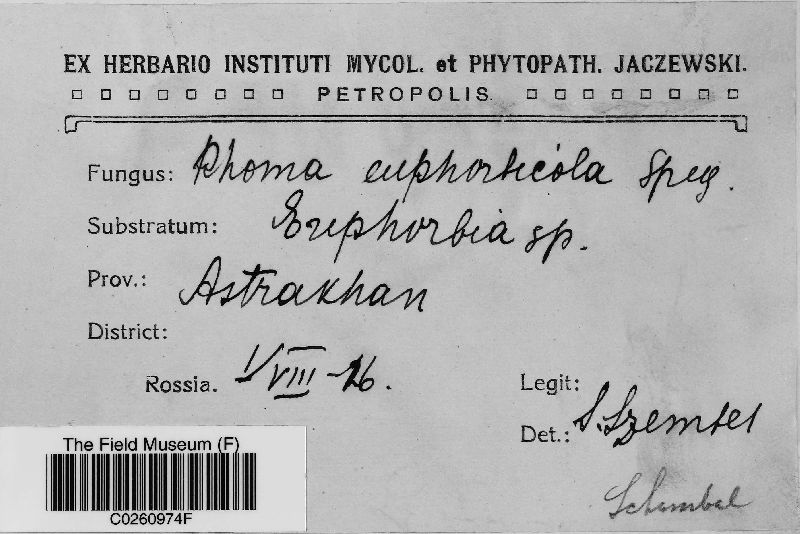 EX HERBARIO INSTITUTI MYCOL. et PHYTOPATH. JACZEWSKI.
PETROPOLIS.
Fungus: Phoma euphorbicola Speg.
Substratum: Euphorbia sp.
Prov.: Astrakhan
District:
Rossia. 1/VIII-26.
Legit:
Det.: S. Szembel
Schembel
The Field Museum (F)
C0260974F